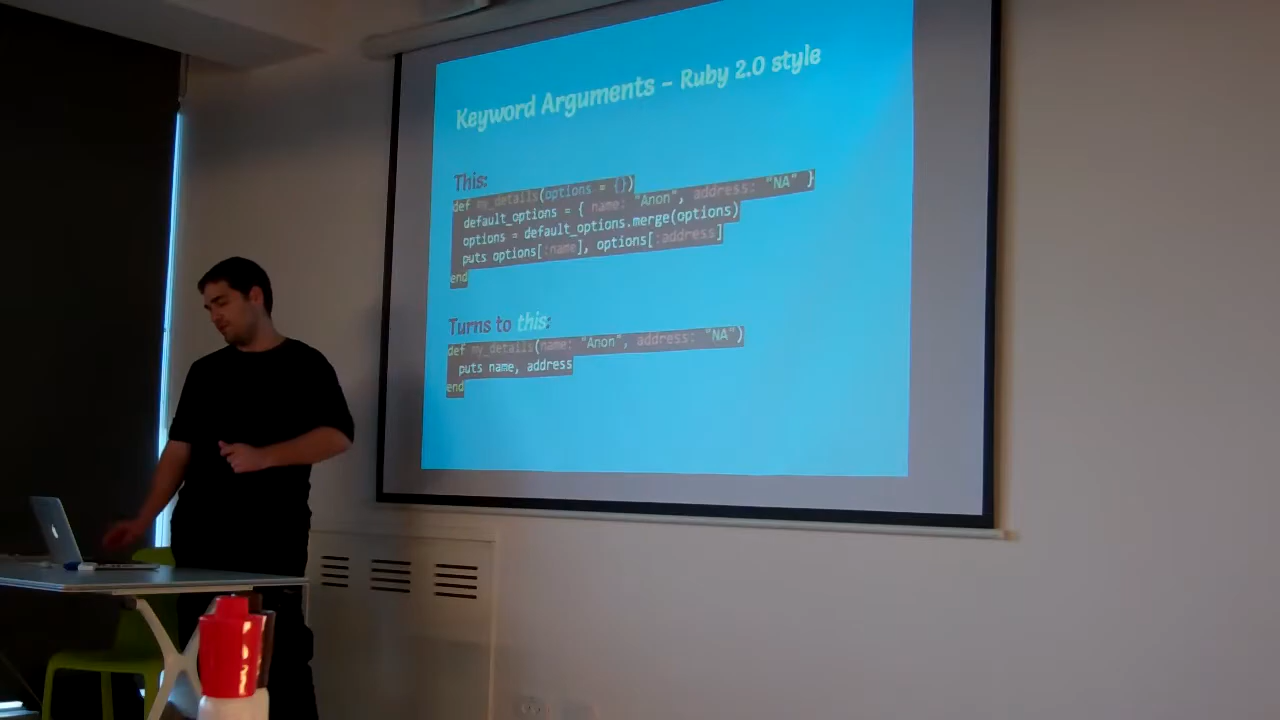 Keyword Arguments - Ruby 2.0 style
This:
def my_details(options = {})
default_options = { name: "Anon", address: "NA" }
options = default_options.merge(options)
puts options[:name], options[:address]
end
Turns to this:
def my_details(name: "Anon", address: "NA")
puts name, address
end